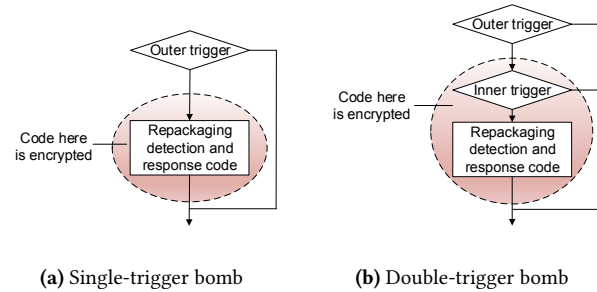 Outer trigger
Code here
is encrypted
Repackaging
detection and
response code
(a) Single-trigger bomb
Outer trigger
Inner trigger
Code here
is encrypted
Repackaging
detection and
response code
(b) Double-trigger bomb